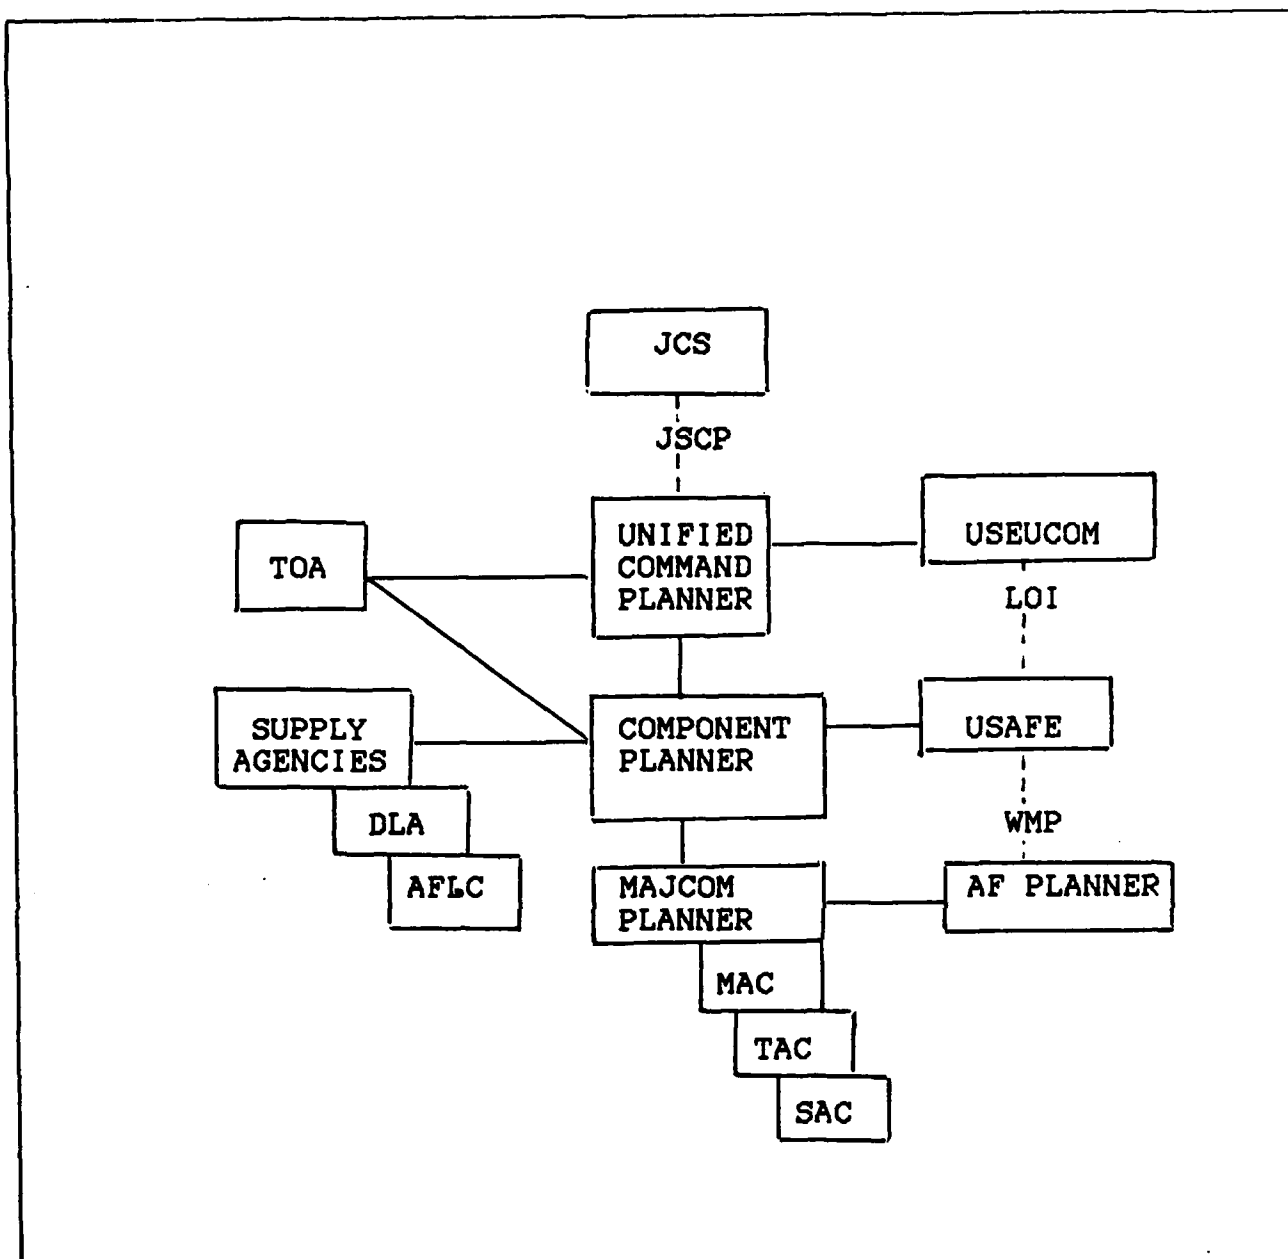 JCS
JSCP
UNIFIED
COMMAND
PLANNER
USEUCOM
TOA
LOI
SUPPLY
AGENCIES
COMPONENT
PLANNER
USAFE
DLA
WMP
AFLC
MAJCOM
PLANNER
AF PLANNER
MAC
TAC
SAC